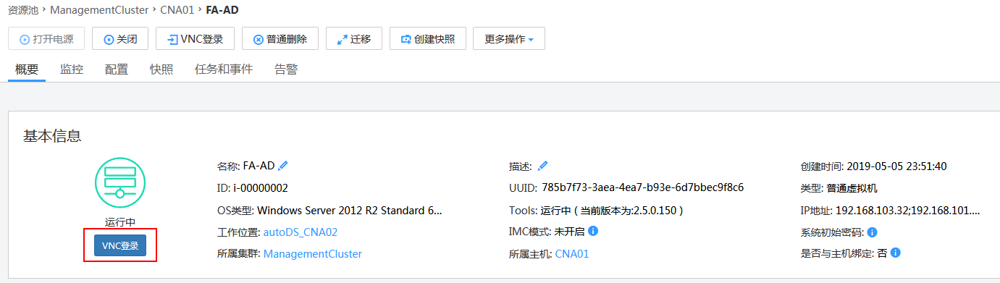 资源池 › ManagementCluster › CNA01 › FA-AD
打开电源 关闭 VNC登录 普通删除 迁移 创建快照 更多操作
概要 监控 配置 快照 任务和事件 告警
基本信息
名称: FA-AD 描述: 创建时间: 2019-05-05 23:51:40
ID: i-00000002 UUID: 785b7f73-3aea-4ea7-b93e-6d7bbec9f8c6 类型: 普通虚拟机
OS类型: Windows Server 2012 R2 Standard 6... Tools: 运行中 ( 当前版本为:2.5.0.150 ) IP地址: 192.168.103.32;192.168.101....
运行中
工作位置: autoDS_CNA02 IMC模式: 未开启 系统初始密码:
VNC登录
所属集群: ManagementCluster 所属主机: CNA01 是否与主机绑定: 否